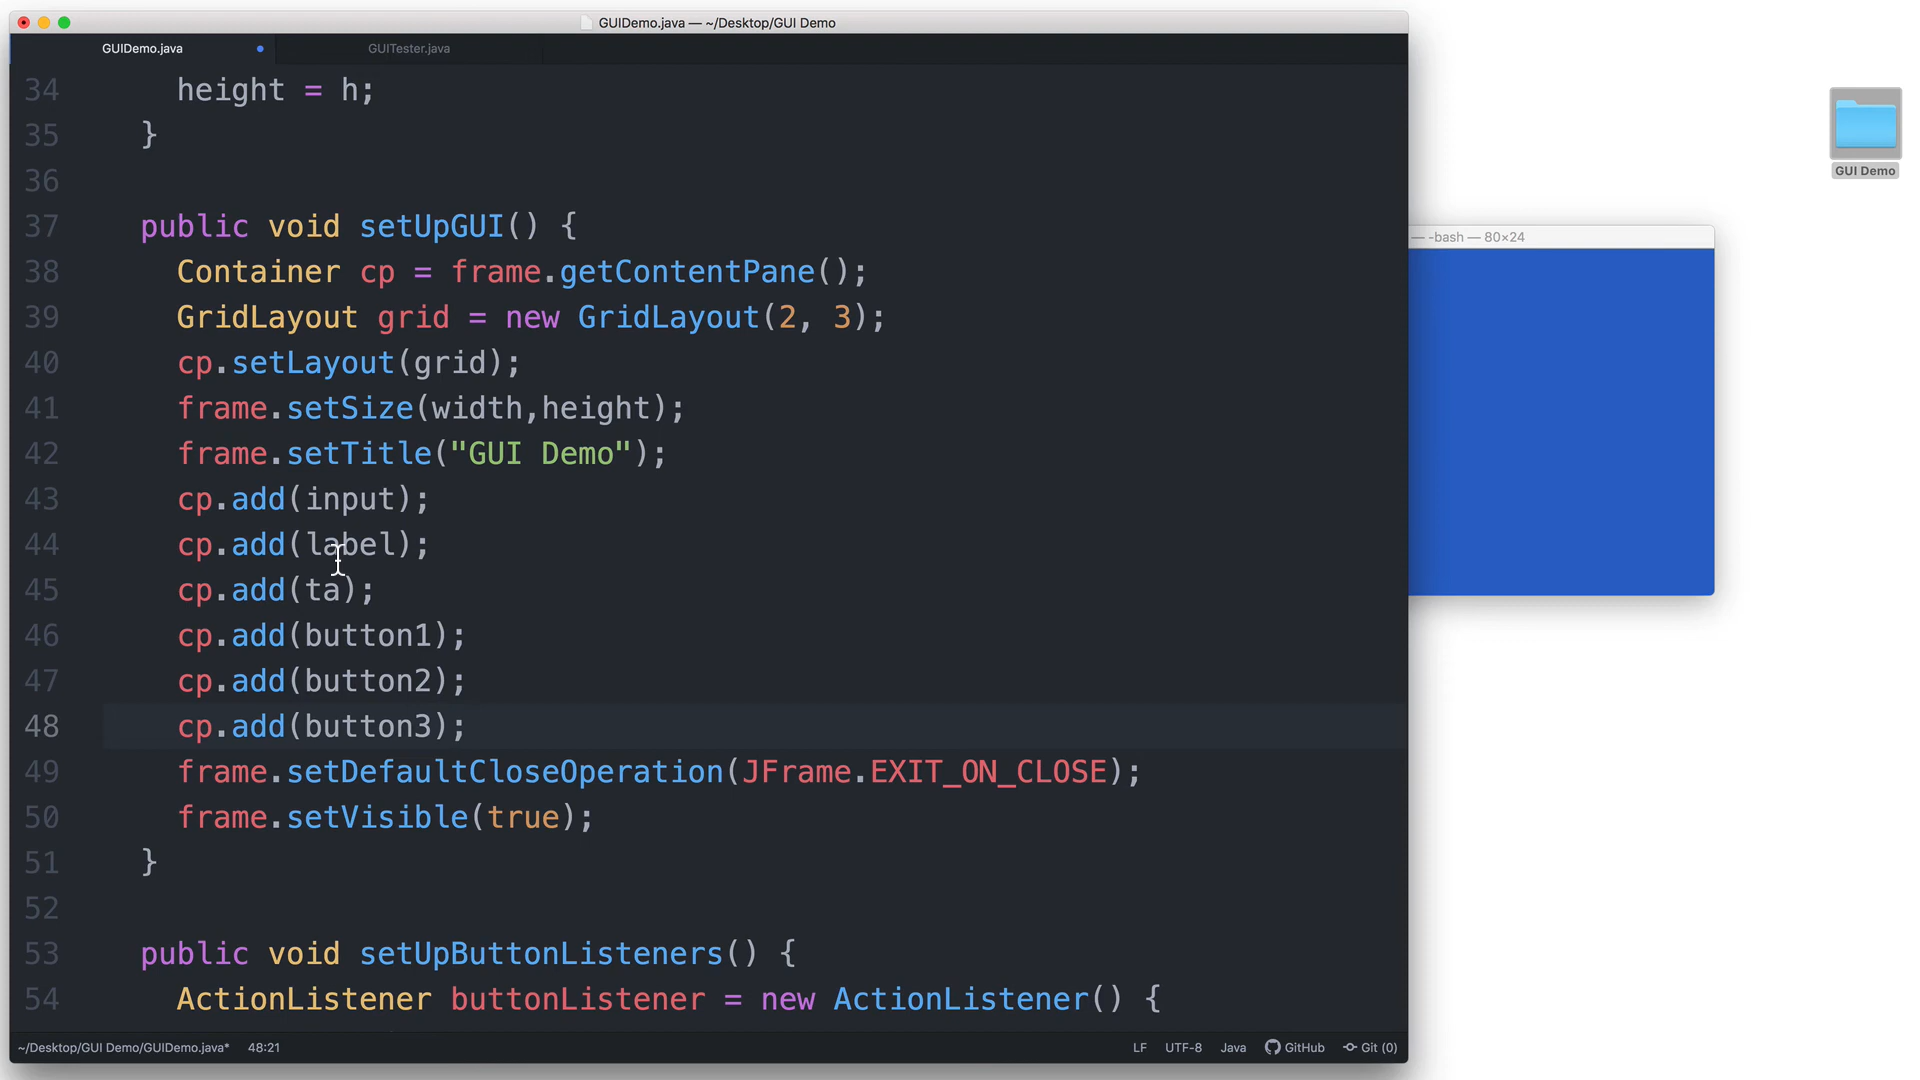 GUIDemo.java — ~/Desktop/GUI Demo
GUIDemo.java
GUITester.java
34 height = h;
35 }
36
37 public void setUpGUI() {
38 Container cp = frame.getContentPane();
39 GridLayout grid = new GridLayout(2, 3);
40 cp.setLayout(grid);
41 frame.setSize(width,height);
42 frame.setTitle("GUI Demo");
43 cp.add(input);
44 cp.add(label);
45 cp.add(ta);
46 cp.add(button1);
47 cp.add(button2);
48 cp.add(button3);
49 frame.setDefaultCloseOperation(JFrame.EXIT_ON_CLOSE);
50 frame.setVisible(true);
51 }
52
53 public void setUpButtonListeners() {
54 ActionListener buttonListener = new ActionListener() {
~/Desktop/GUI Demo/GUIDemo.java* 48:21 LF UTF-8 Java GitHub Git (0)
— -bash — 80×24
GUI Demo